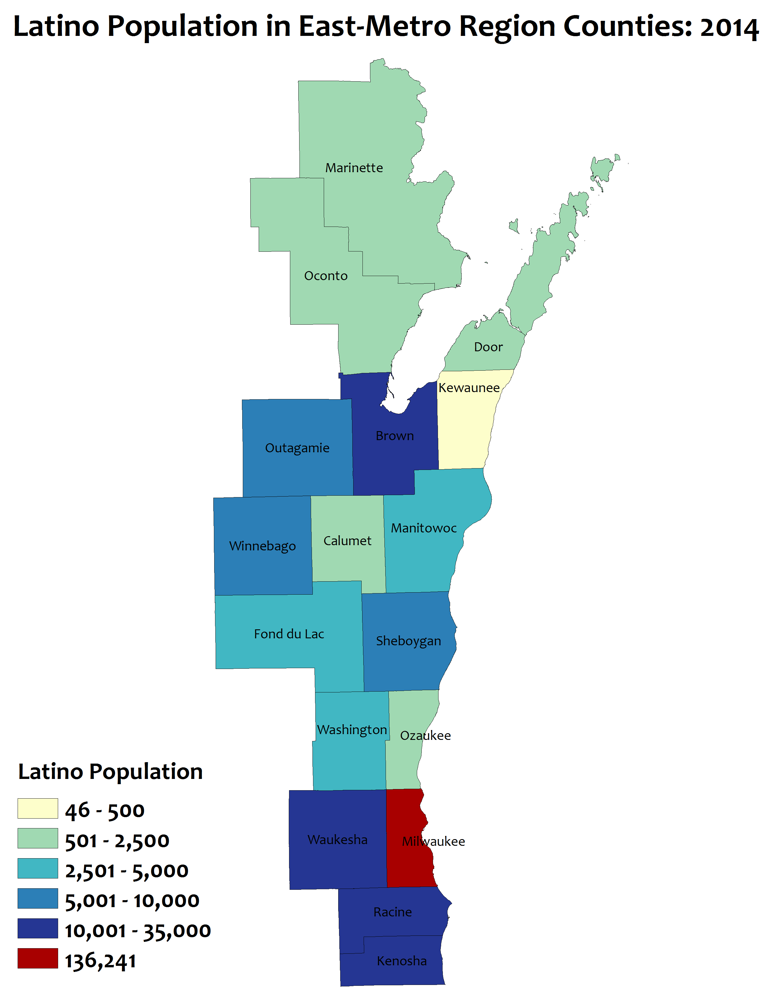 Latino Population in East-Metro Region Counties: 2014
Marinette
Oconto
Door
Kewaunee
Brown
Outagamie
Manitowoc
Calumet
Winnebago
Fond du Lac
Sheboygan
Washington
Ozaukee
Waukesha
Milwaukee
Racine
Kenosha
Latino Population
46 - 500
501 - 2,500
2,501 - 5,000
5,001 - 10,000
10,001 - 35,000
136,241